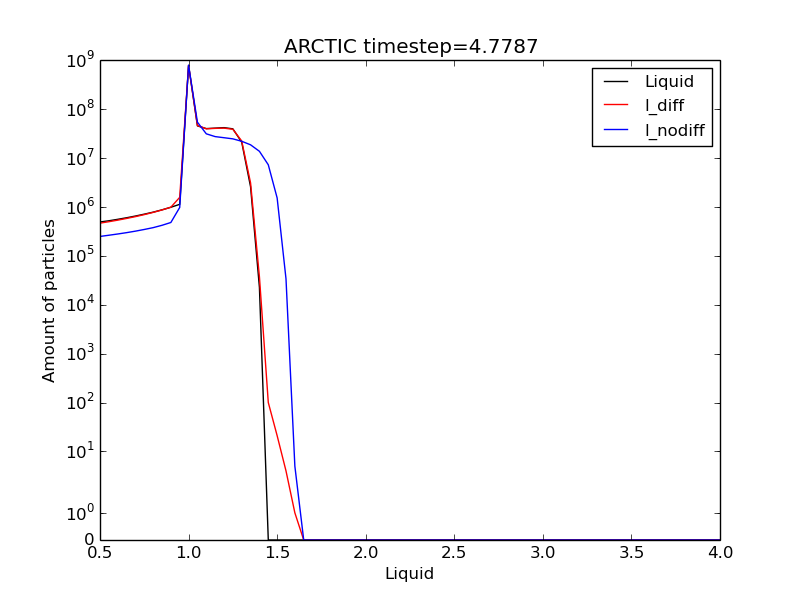 ARCTIC timestep=4.7787
10^9
10^8
10^7
10^6
10^5
10^4
10^3
10^2
10^1
10^0
0
Amount of particles
Liquid
l_diff
l_nodiff
0.5 1.0 1.5 2.0 2.5 3.0 3.5 4.0
Liquid